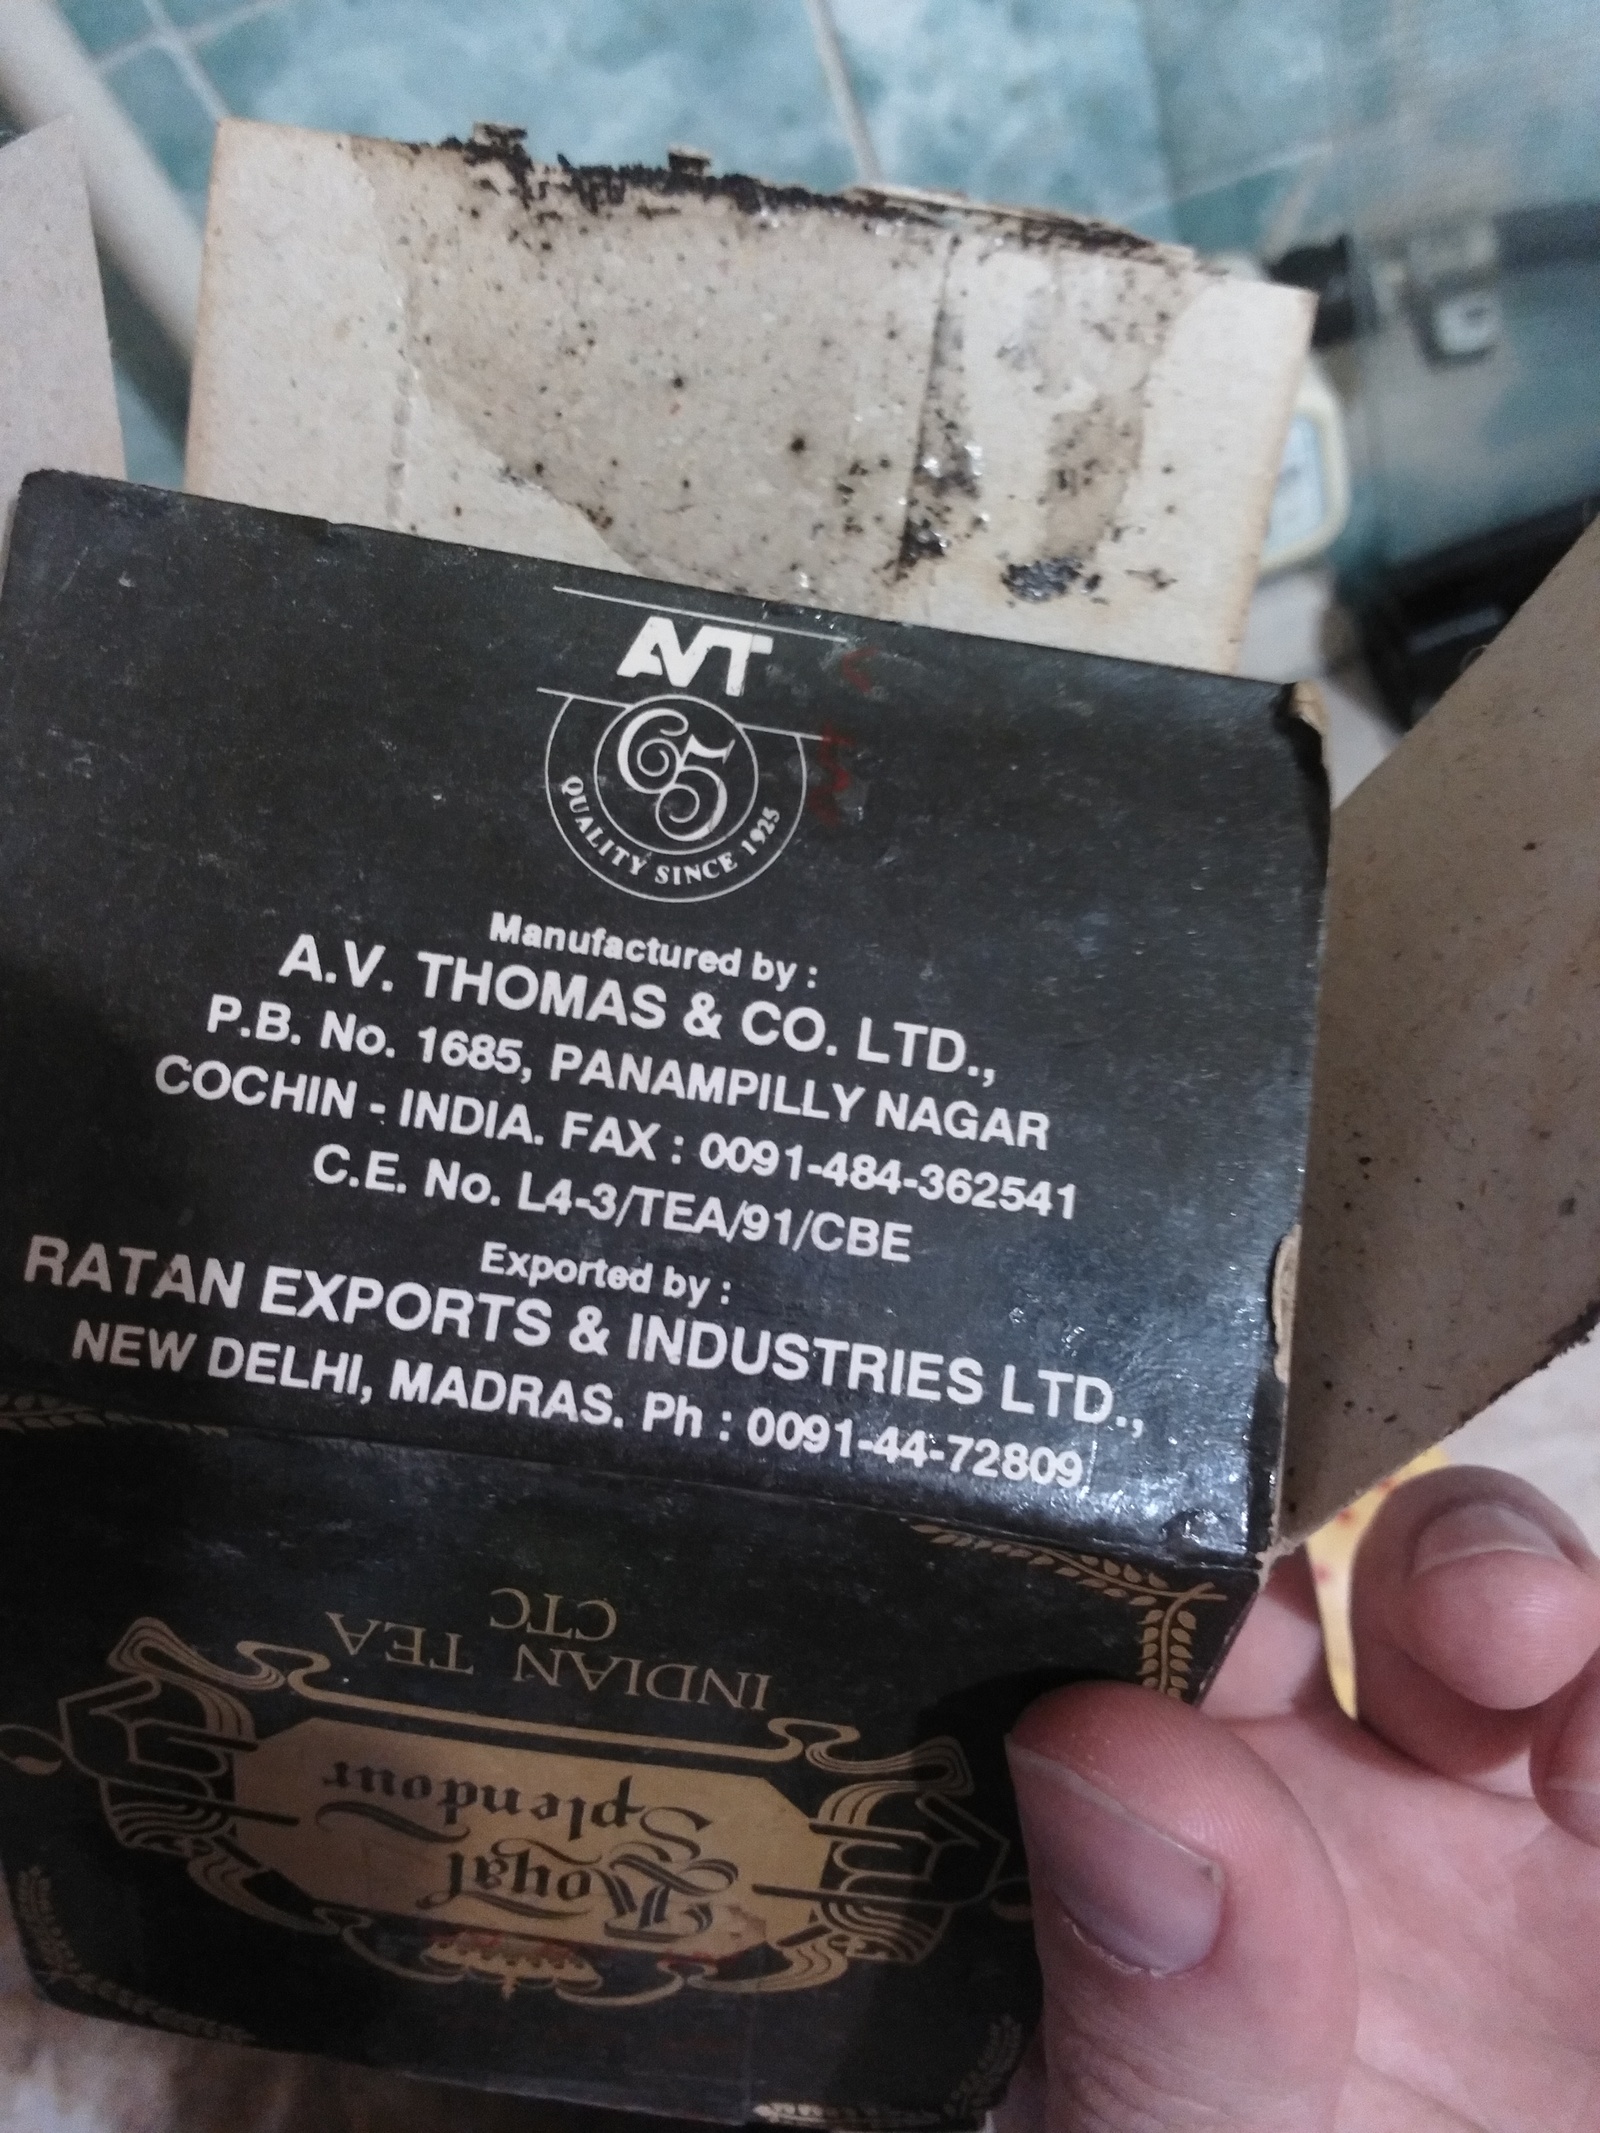 AVT
65
QUALITY SINCE 1925
Manufactured by :
A.V. THOMAS & CO. LTD.,
P.B. No. 1685, PANAMPILLY NAGAR
COCHIN - INDIA. FAX : 0091-484-362541
C.E. No. L4-3/TEA/91/CBE
Exported by :
RATAN EXPORTS & INDUSTRIES LTD.,
NEW DELHI, MADRAS. Ph : 0091-44-72809
Royal
Splendour
INDIAN TEA
CTC